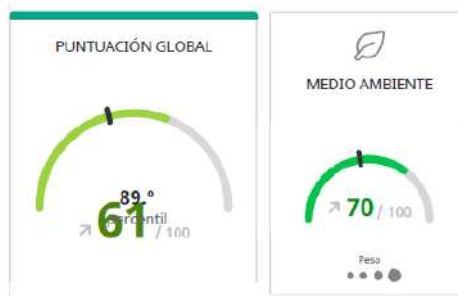 PUNTUACIÓN GLOBAL
89.º
percentil
61 / 100
MEDIO AMBIENTE
70 / 100
Peso